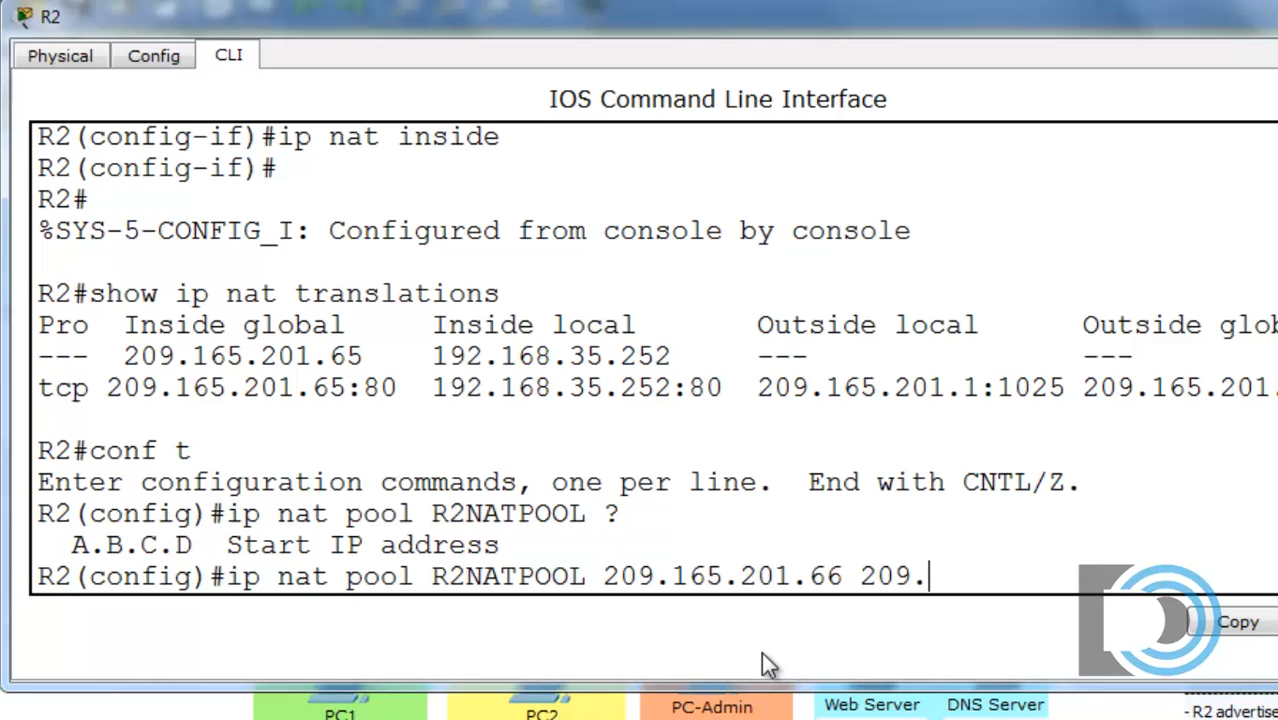 R2
Physical Config CLI
IOS Command Line Interface
R2(config-if)#ip nat inside
R2(config-if)#
R2#
%SYS-5-CONFIG_I: Configured from console by console
R2#show ip nat translations
Pro Inside global Inside local Outside local Outside glob
--- 209.165.201.65 192.168.35.252 --- ---
tcp 209.165.201.65:80 192.168.35.252:80 209.165.201.1:1025 209.165.201.
R2#conf t
Enter configuration commands, one per line. End with CNTL/Z.
R2(config)#ip nat pool R2NATPOOL ?
A.B.C.D Start IP address
R2(config)#ip nat pool R2NATPOOL 209.165.201.66 209.
Copy
PC1 PC2 PC-Admin Web Server DNS Server - R2 advertise